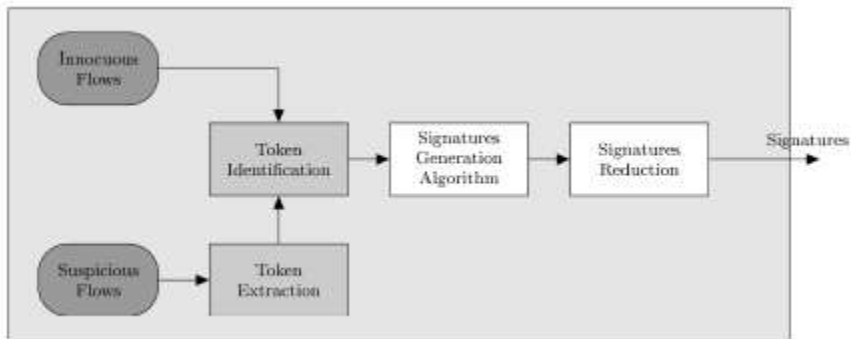 Innocuous
Flows
Token
Identification
Signatures
Generation
Algorithm
Signatures
Reduction
Signatures
Suspicious
Flows
Token
Extraction